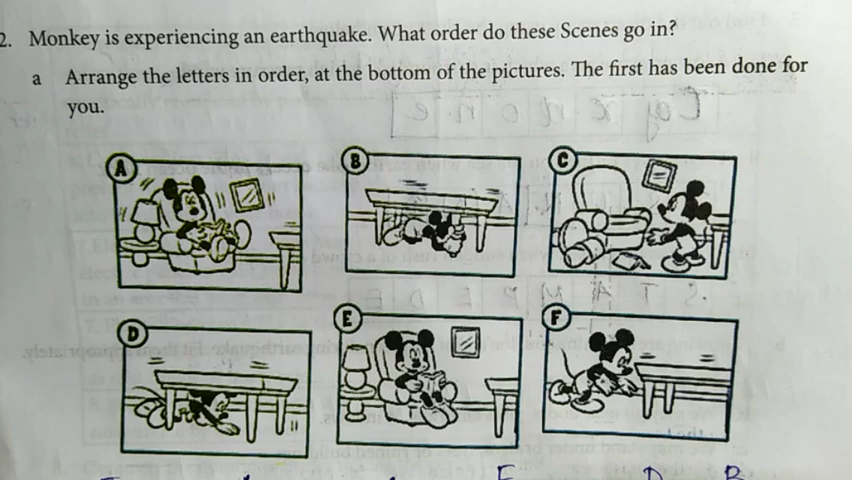 2. Monkey is experiencing an earthquake. What order do these Scenes go in?
a Arrange the letters in order, at the bottom of the pictures. The first has been done for
you.
A B C
D E F
F D B